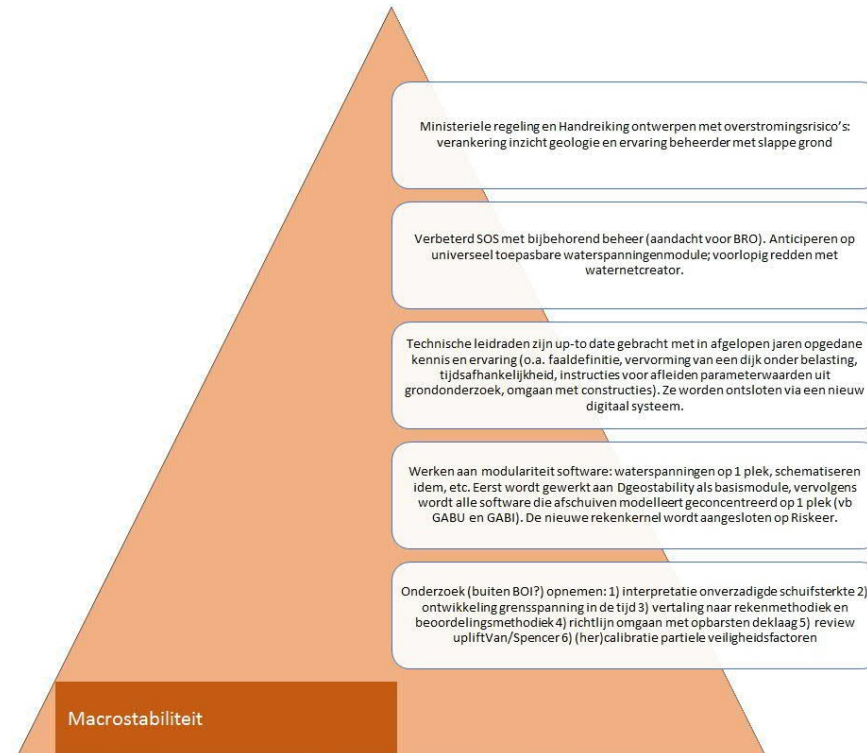 Ministeriele regeling en Handreiking ontwerpen met overstromingsrisico's:
verankering inzicht geologie en ervaring beheerder met slappe grond
Verbeterd SOS met bijbehorend beheer (aandacht voor BRO). Anticiperen op
universeel toepasbare waterspanningenmodule; voorlopig redden met
waternetcreator.
Technische leidraden zijn up-to date gebracht met in afgelopen jaren opgedane
kennis en ervaring (o.a. faaldefinitie, vervorming van een dijk onder belasting,
tijdsafhankelijkheid, instructies voor afleiden parameterwaarden uit
grondonderzoek, omgaan met constructies). Ze worden ontsloten via een nieuw
digitaal systeem.
Werken aan modulariteit software: waterspanningen op 1 plek, schematiseren
idem, etc. Eerst wordt gewerkt aan Dgeostability als basismodule, vervolgens
wordt alle software die afschuiven modelleert geconcentreerd op 1 plek (vb
GABU en GABI). De nieuwe rekenkernel wordt aangesloten op Riskeer.
Onderzoek (buiten BOI?) opnemen: 1) interpretatie onverzadigde schuifsterkte 2)
ontwikkeling grensspanning in de tijd 3) vertaling naar rekenmethodiek en
beoordelingsmethodiek 4) richtlijn omgaan met opbarsten deklaag 5) review
upliftVan/Spencer 6) (her)calibratie partiele veiligheidsfactoren
Macrostabiliteit